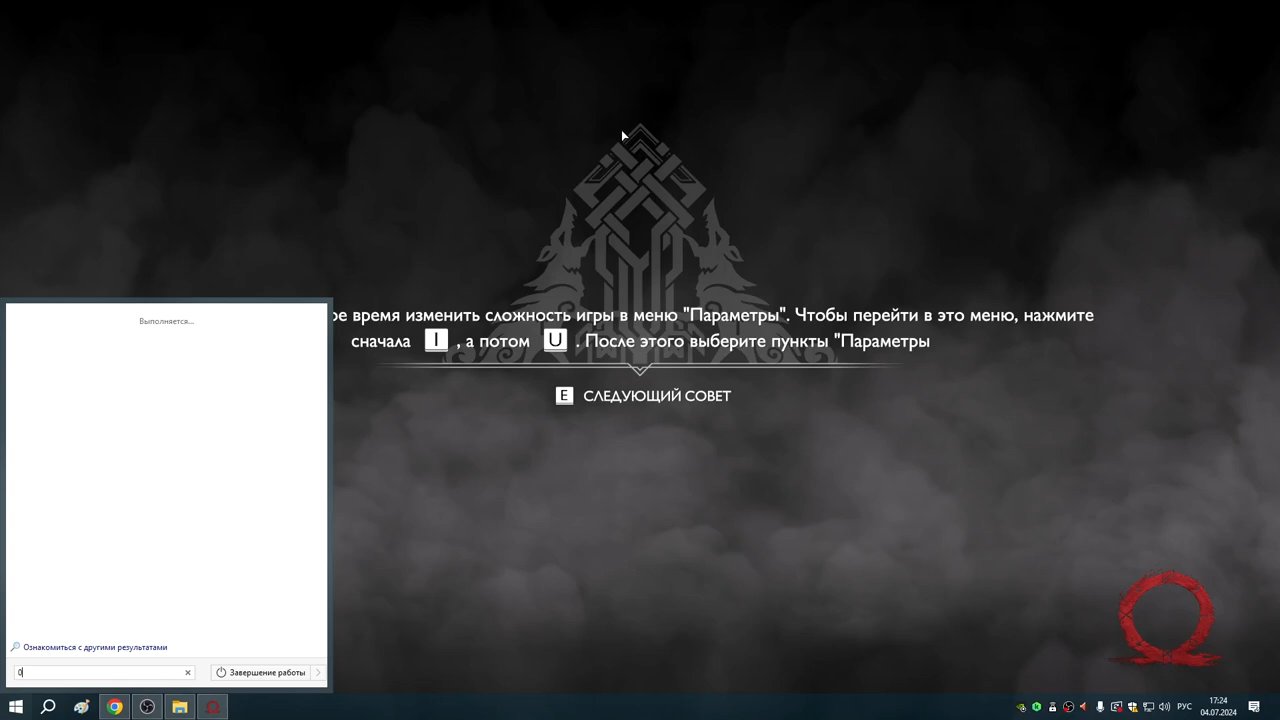 ое время изменить сложность игры в меню "Параметры". Чтобы перейти в это меню, нажмите
сначала I , а потом U . После этого выберите пункты "Параметры
E СЛЕДУЮЩИЙ СОВЕТ
Выполняется...
Ознакомиться с другими результатами
0
Завершение работы
РУС
17:24
04.07.2024